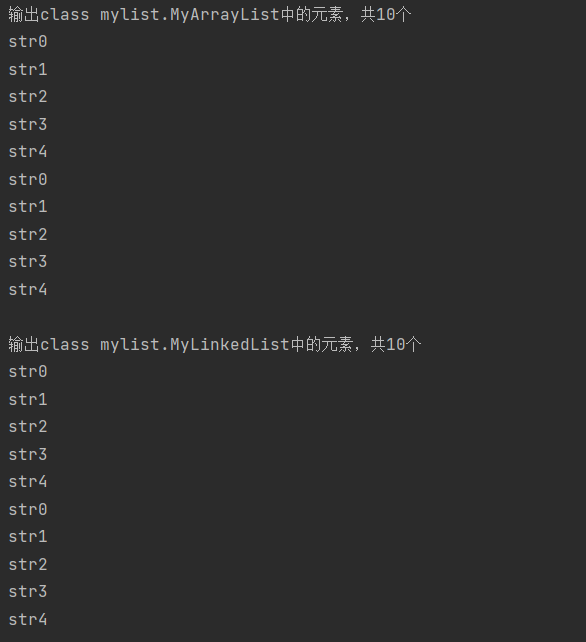 输出class mylist.MyArrayList中的元素，共10个
str0
str1
str2
str3
str4
str0
str1
str2
str3
str4
输出class mylist.MyLinkedList中的元素，共10个
str0
str1
str2
str3
str4
str0
str1
str2
str3
str4